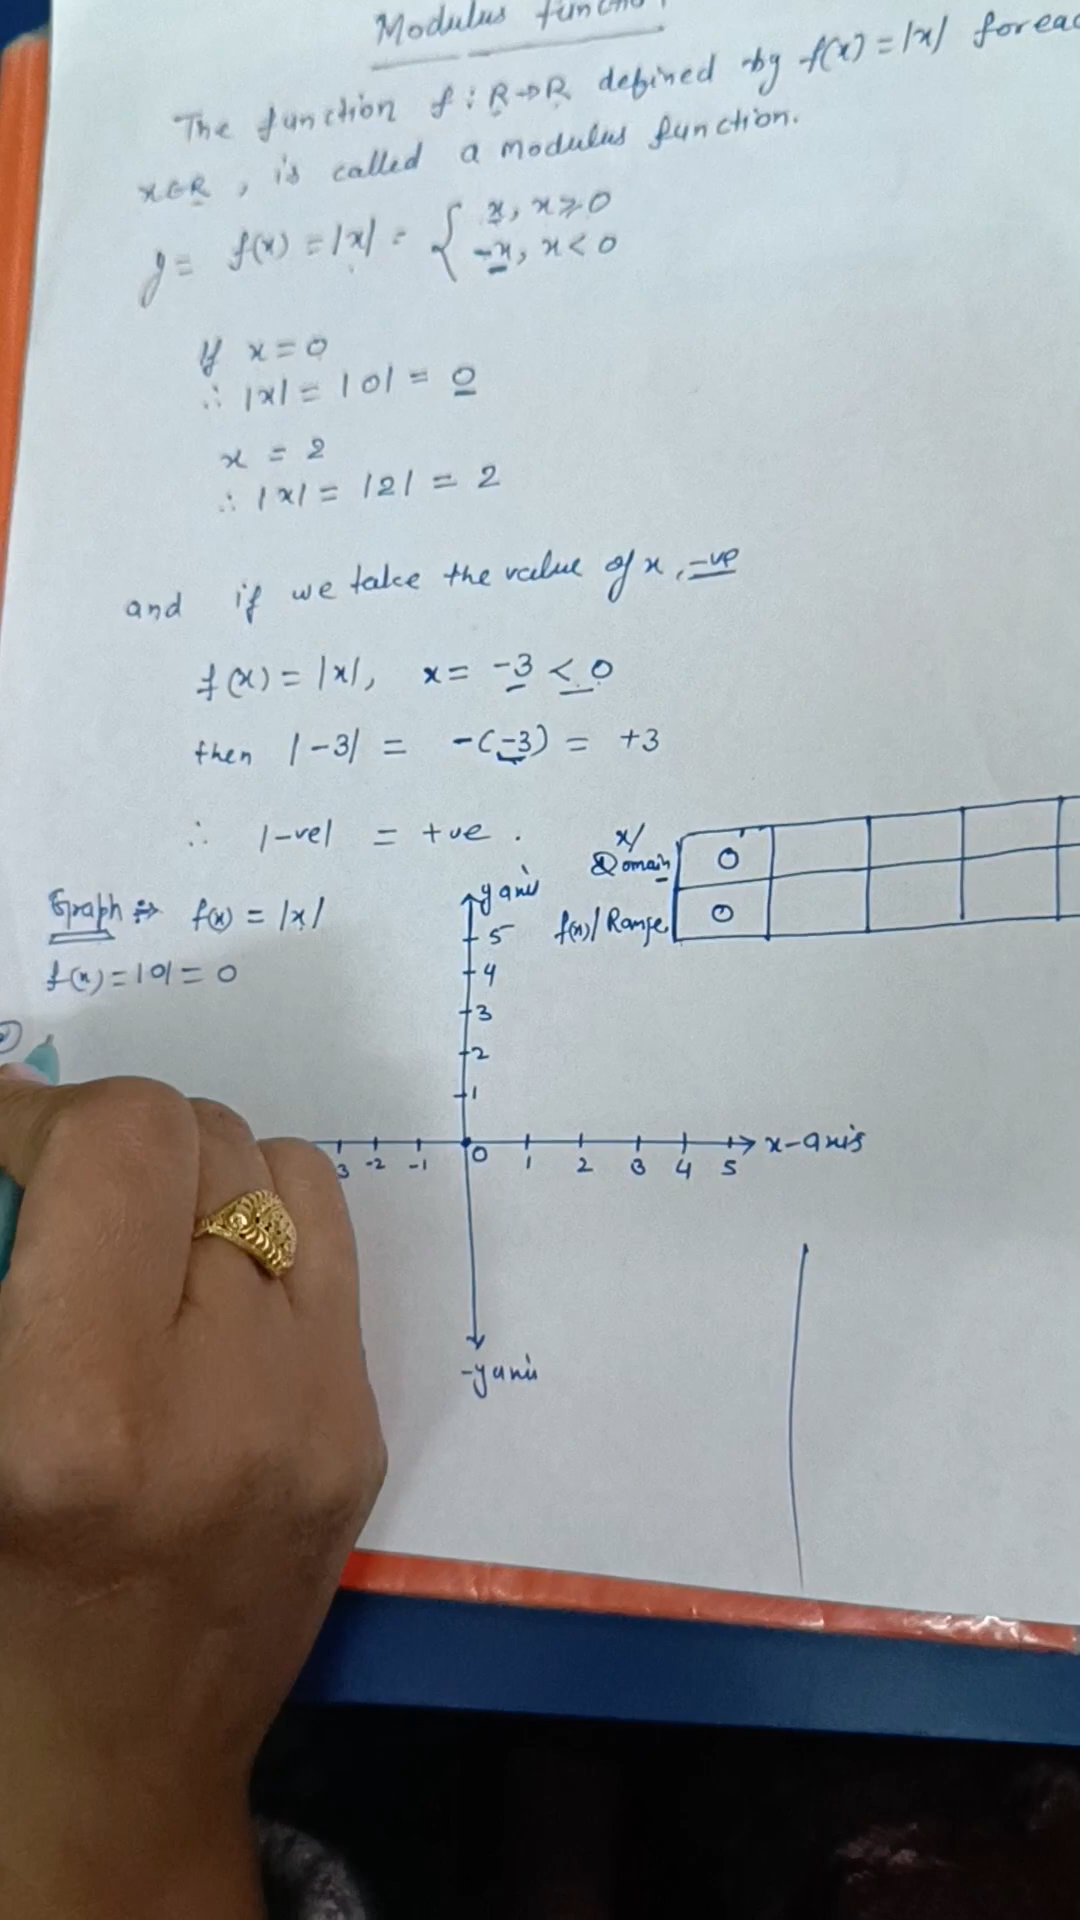 Modulus function
The function f : R→R defined by f(x) = |x| for eac
x∈R, is called a modulus function.
y = f(x) = |x| = { x, x≥0
-x, x<0
If x = 0
∴ |x| = |0| = 0
x = 2
∴ |x| = |2| = 2
and if we take the value of x, -ve
f(x) = |x|, x = -3 < 0
then |-3| = -(-3) = +3
∴ |-ve| = +ve .
x/
Domain 0
f(x)/Range 0
Graph ⇒ f(x) = |x|
f(x) = |0| = 0
y axis
5
4
3
2
1
3 -2 -1 0 1 2 3 4 5 x-axis
-y axis